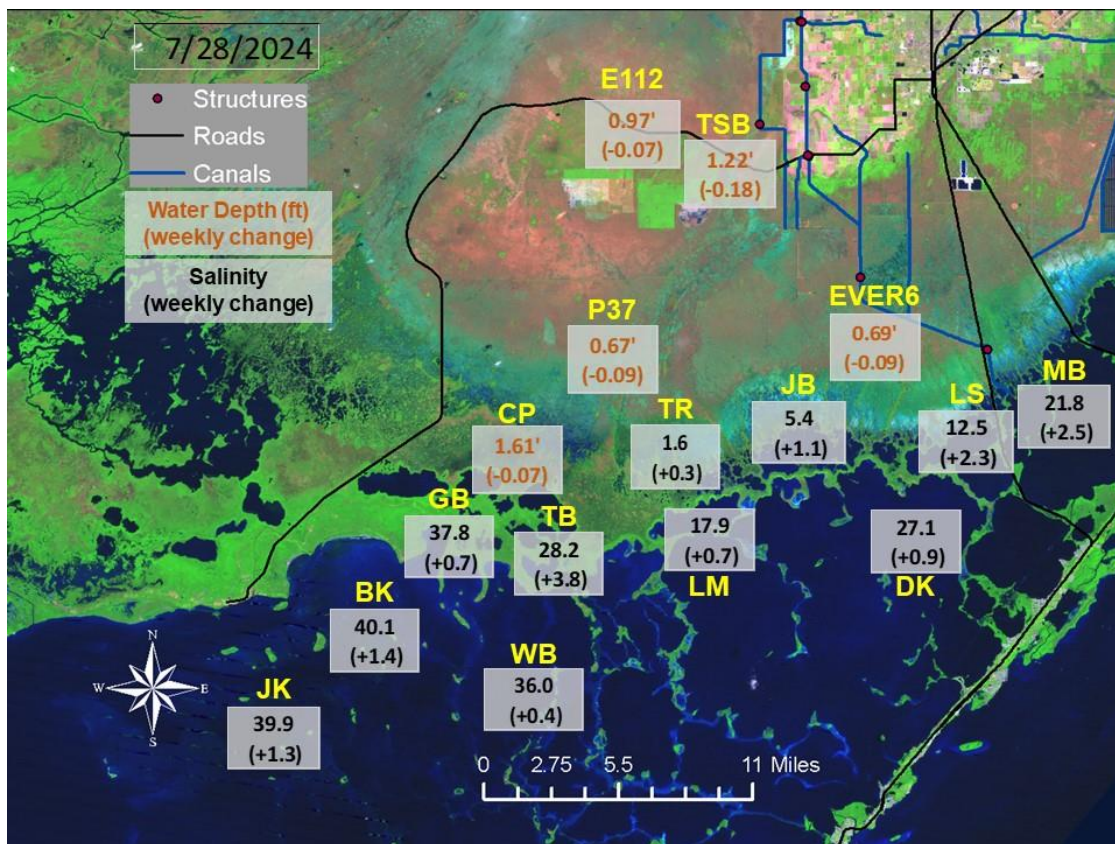 7/28/2024
Structures
Roads
Canals
Water Depth (ft)
(weekly change)
Salinity
(weekly change)
E112
0.97'
(-0.07)
TSB
1.22'
(-0.18)
P37
0.67'
(-0.09)
EVER6
0.69'
(-0.09)
CP
1.61'
(-0.07)
TR
1.6
(+0.3)
JB
5.4
(+1.1)
LS
12.5
(+2.3)
MB
21.8
(+2.5)
GB
37.8
(+0.7)
TB
28.2
(+3.8)
17.9
(+0.7)
LM
27.1
(+0.9)
DK
BK
40.1
(+1.4)
WB
36.0
(+0.4)
JK
39.9
(+1.3)
N
W E
S
0 2.75 5.5 11 Miles